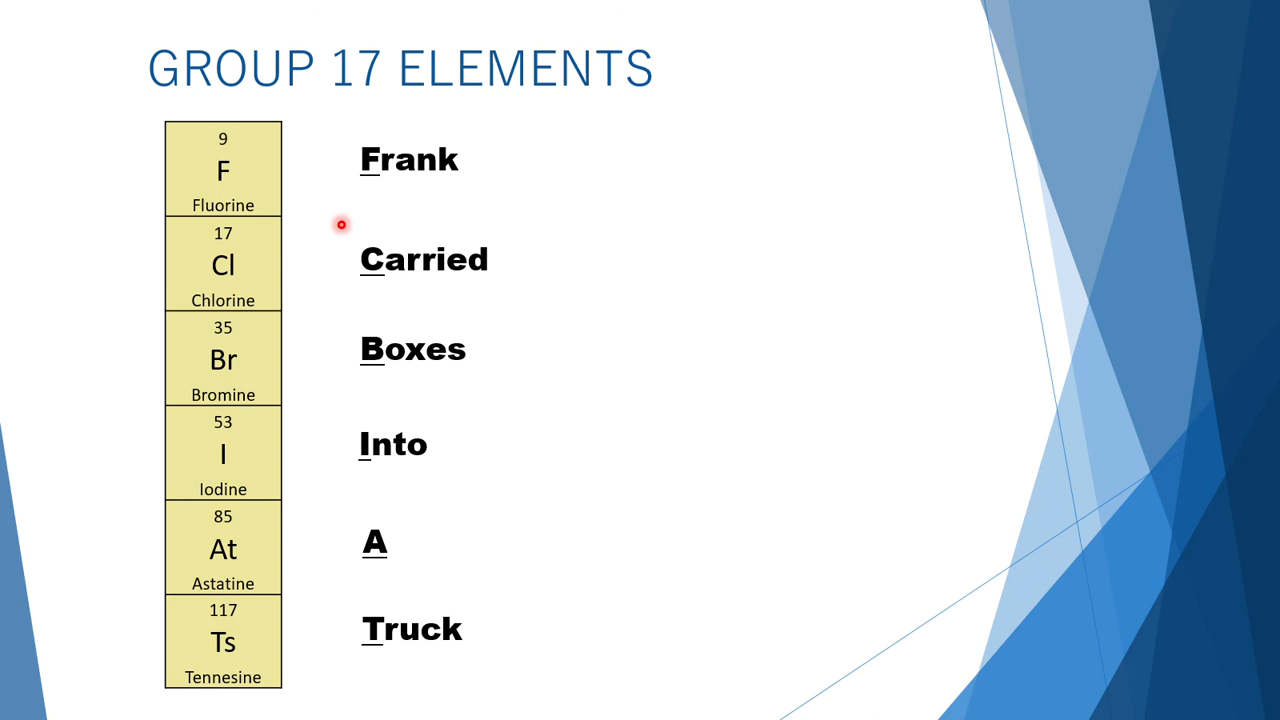 GROUP 17 ELEMENTS
9
F
Fluorine
Frank
17
Cl
Chlorine
Carried
35
Br
Bromine
Boxes
53
I
Iodine
Into
85
At
Astatine
A
117
Ts
Tennesine
Truck